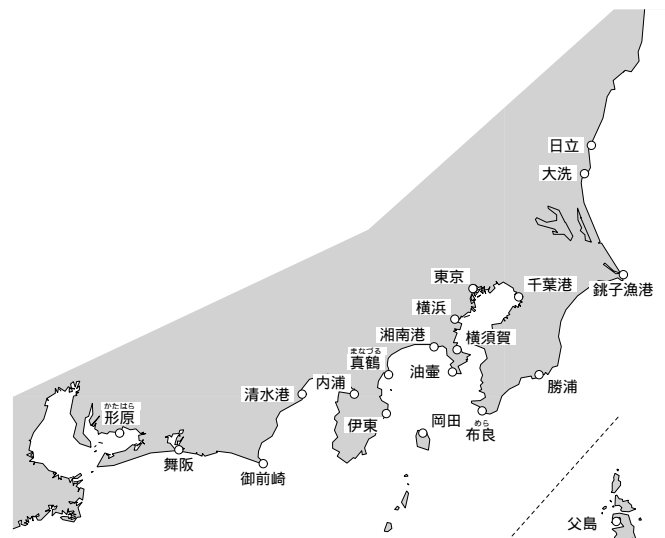 日立
大洗
東京
千葉港
銚子漁港
横浜
湘南港
横須賀
まなづる
真鶴
油壷
勝浦
内浦
清水港
かたはら
形原
伊東
岡田
めら
布良
舞阪
御前崎
父島